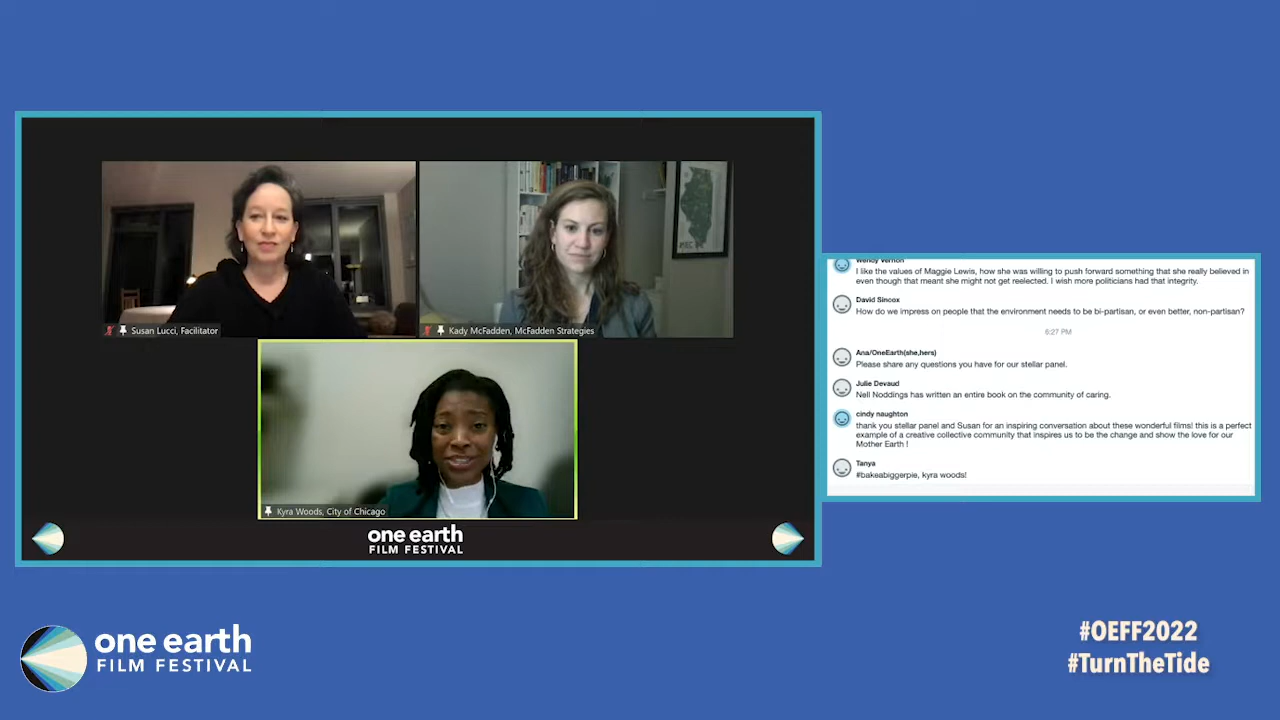 Susan Lucci, Facilitator
Kady McFadden, McFadden Strategies
Kyra Woods, City of Chicago
one earth
FILM FESTIVAL
Wendy Vernon
I like the values of Maggie Lewis, how she was willing to push forward something that she really believed in
even though that meant she might not get reelected. I wish more politicians had that integrity.
David Sincox
How do we impress on people that the environment needs to be bi-partisan, or even better, non-partisan?
6:27 PM
Ana/OneEarth(she,hers)
Please share any questions you have for our stellar panel.
Julie Devaud
Nell Noddings has written an entire book on the community of caring.
cindy naughton
thank you stellar panel and Susan for an inspiring conversation about these wonderful films! this is a perfect
example of a creative collective community that inspires us to be the change and show the love for our
Mother Earth !
Tanya
#bakeabiggerpie, kyra woods!
one earth
FILM FESTIVAL
#OEFF2022
#TurnTheTide